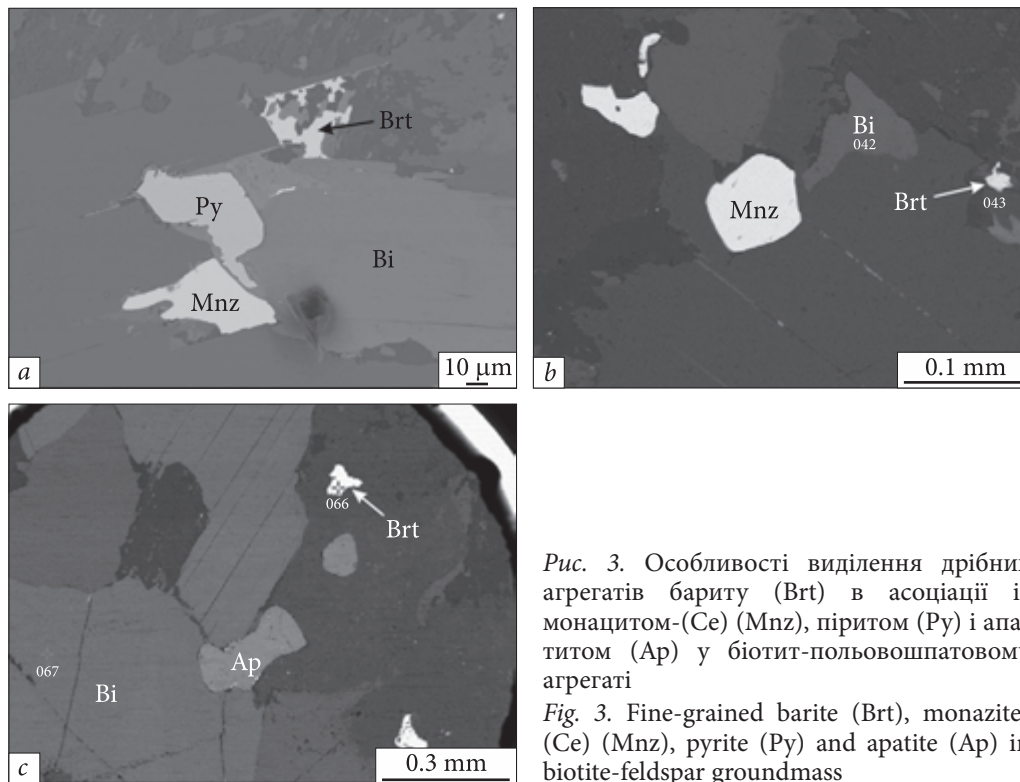 Brt
Py
Bi
Mnz
a
10 μm
Bi
042
Mnz
Brt
043
b
0.1 mm
066
Brt
Ap
067
Bi
c
0.3 mm
Рис. 3. Особливості виділення дрібних
агрегатів бариту (Brt) в асоціації і
монацитом-(Ce) (Mnz), піритом (Py) і апа
титом (Ap) у біотит-польовошпатовом
агрегаті
Fig. 3. Fine-grained barite (Brt), monazite
(Ce) (Mnz), pyrite (Py) and apatite (Ap) in
biotite-feldspar groundmass